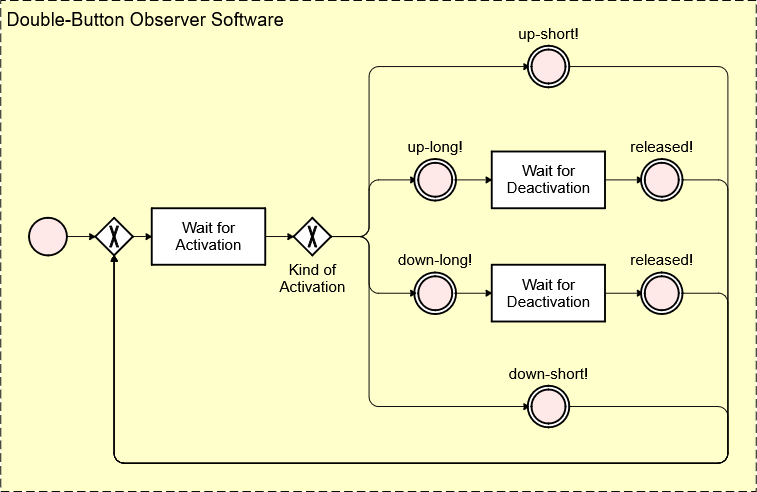 Double-Button Observer Software
up-short!
up-long!
Wait for
Deactivation
released!
Wait for
Activation
Kind of
Activation
down-long!
Wait for
Deactivation
released!
down-short!